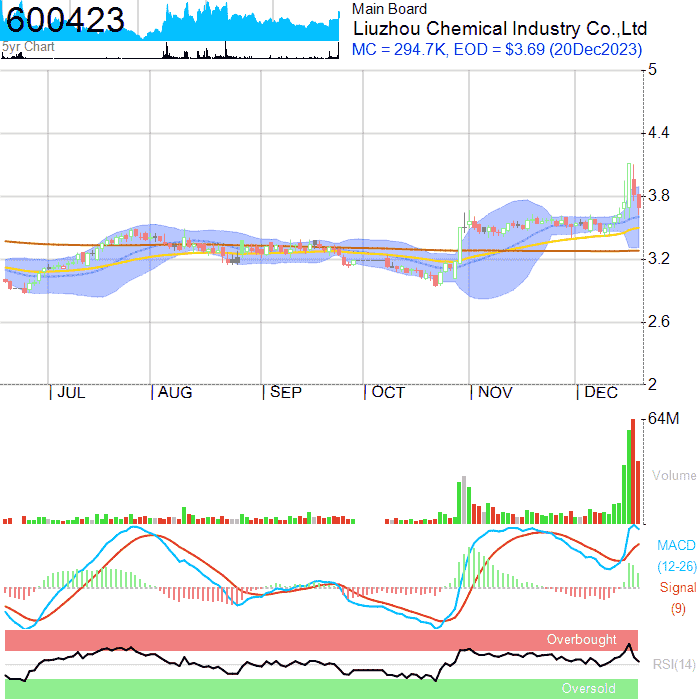 600423
5yr Chart
Main Board
Liuzhou Chemical Industry Co.,Ltd
MC = 294.7K, EOD = $3.69 (20Dec2023)
5
4.4
3.8
3.2
2.6
2
JUL AUG SEP OCT NOV DEC
64M
Volume
MACD
(12-26)
Signal
(9)
Overbought
RSI(14)
Oversold